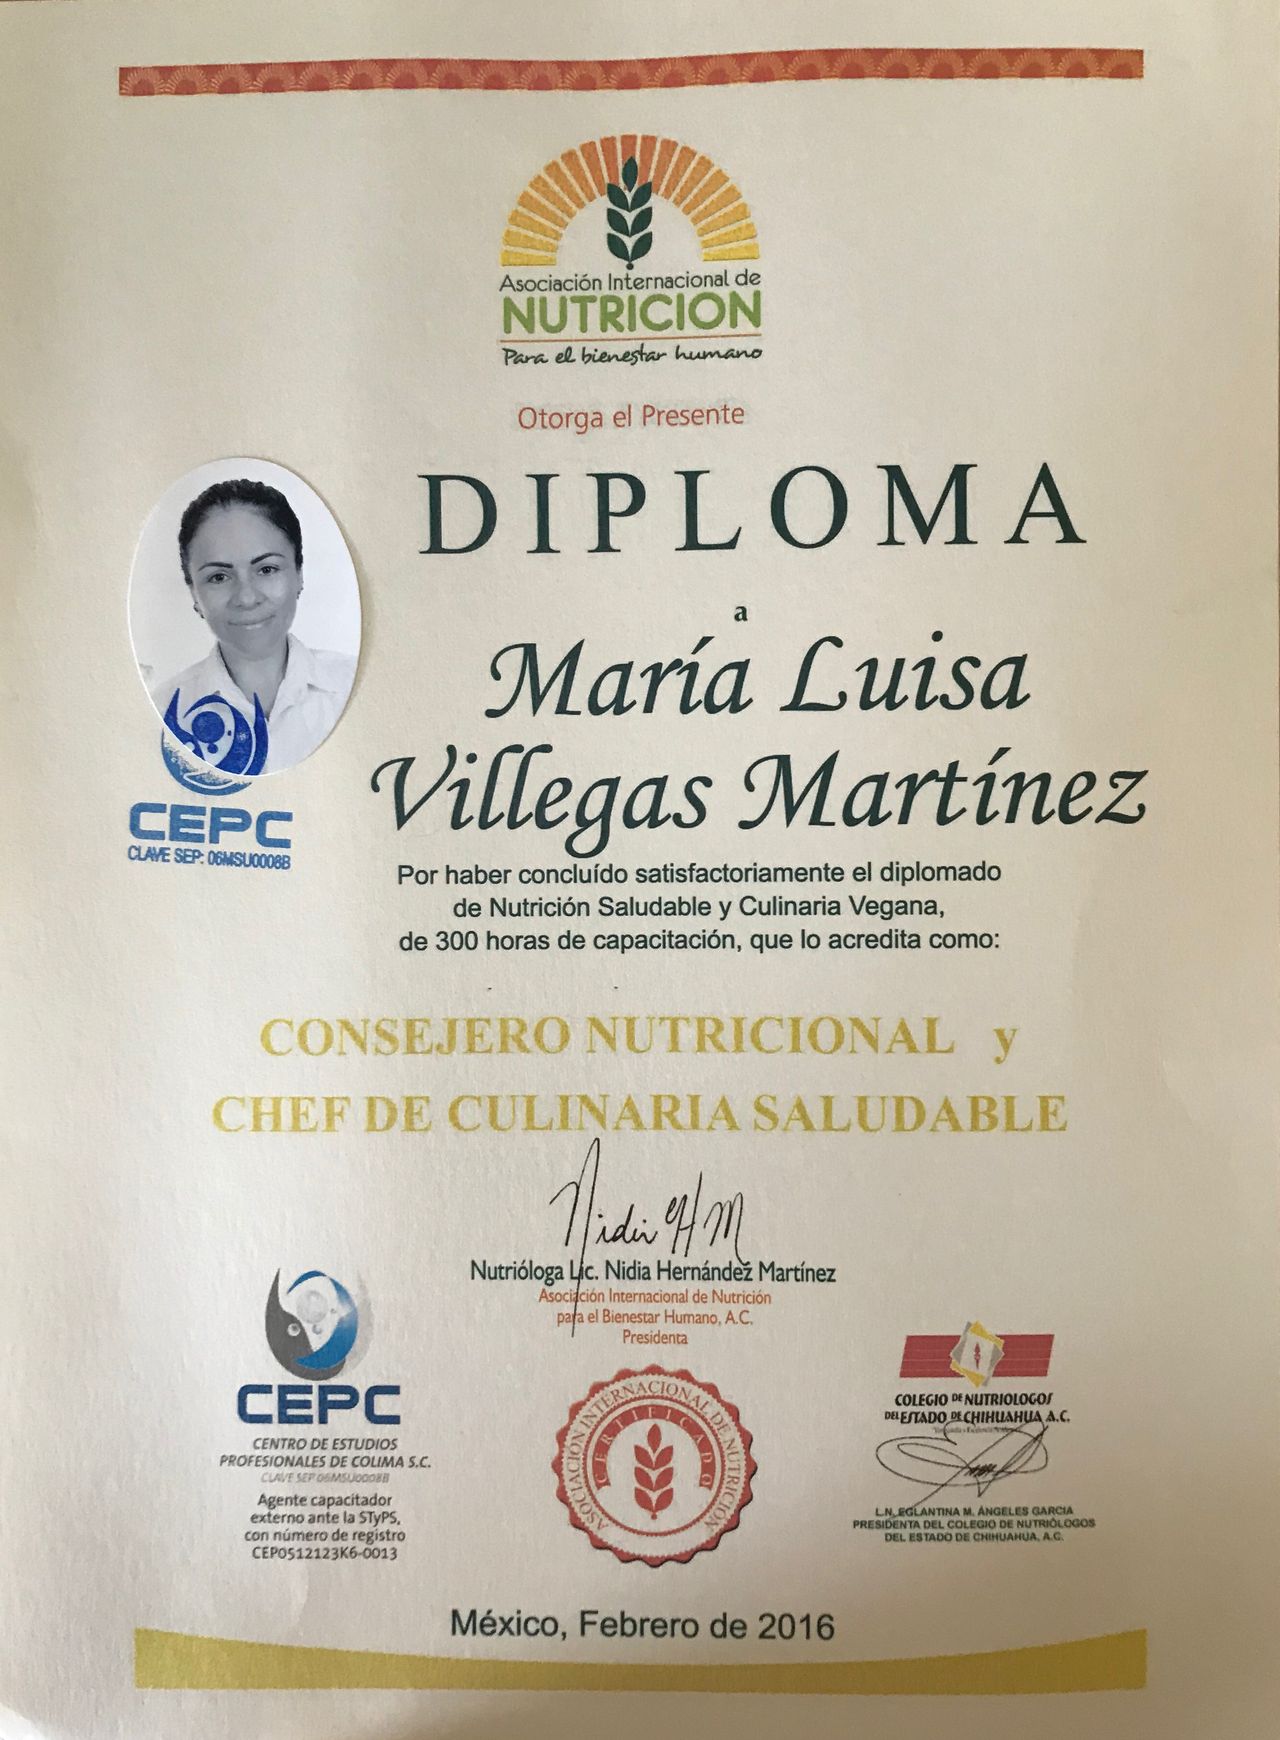 Asociación Internacional de
NUTRICION
Para el bienestar humano
Otorga el Presente
DIPLOMA
a
María Luisa
Villegas Martínez
CEPC
CLAVE SEP: 06MSU0008B
Por haber concluído satisfactoriamente el diplomado
de Nutrición Saludable y Culinaria Vegana,
de 300 horas de capacitación, que lo acredita como:
CONSEJERO NUTRICIONAL y
CHEF DE CULINARIA SALUDABLE
Nidia H M
Nutrióloga Lic. Nidia Hernández Martínez
Asociación Internacional de Nutrición
para el Bienestar Humano, A.C.
Presidenta
CEPC
CENTRO DE ESTUDIOS
PROFESIONALES DE COLIMA S.C.
CLAVE SEP 06MSU0008B
Agente capacitador
externo ante la STyPS,
con número de registro
CEP0512123K6-0013
ASOCIACIÓN INTERNACIONAL DE NUTRICIÓN
CERTIFICADO
COLEGIO DE NUTRIOLOGOS
DEL ESTADO DE CHIHUAHUA A.C.
L.N. EGLANTINA M. ÁNGELES GARCIA
PRESIDENTA DEL COLEGIO DE NUTRIÓLOGOS
DEL ESTADO DE CHIHUAHUA, A.C.
México, Febrero de 2016